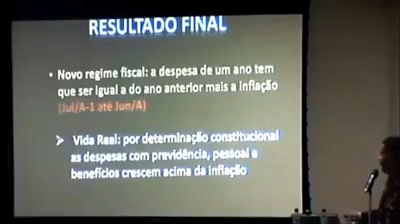 RESULTADO FINAL
• Novo regime fiscal: a despesa de um ano tem
que ser igual a do ano anterior mais a inflação
(Jul/A-1 até Jun/A)
➢ Vida Real: por determinação constitucional
as despesas com previdência, pessoal e
benefícios crescem acima da inflação